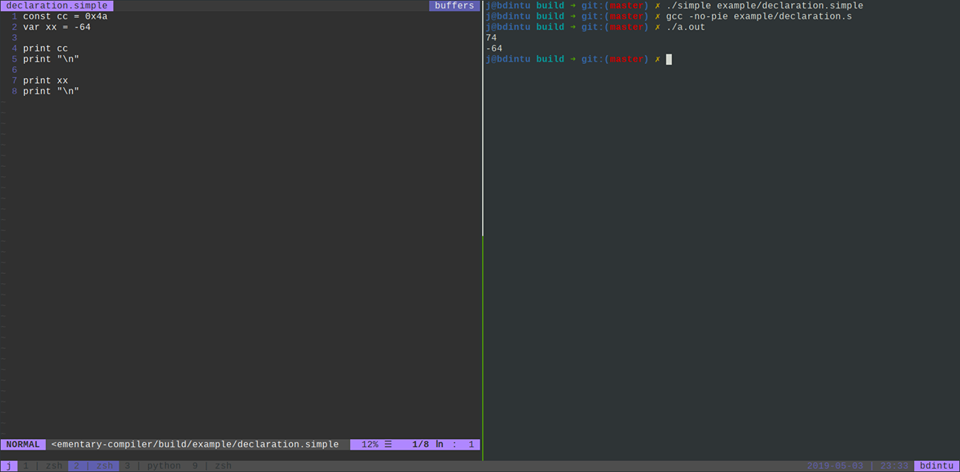 declaration.simple buffers
1 const cc = 0x4a
2 var xx = -64
3
4 print cc
5 print "\n"
6
7 print xx
8 print "\n"
NORMAL <ementary-compiler/build/example/declaration.simple 12% ☰ 1/8 ㏑ : 1
j@bdintu build ➜ git:(master) ✗ ./simple example/declaration.simple
j@bdintu build ➜ git:(master) ✗ gcc -no-pie example/declaration.s
j@bdintu build ➜ git:(master) ✗ ./a.out
74
-64
j@bdintu build ➜ git:(master) ✗
j 1 | zsh 2 | zsh 3 | python 9 | zsh 2019-05-03 | 23:33 bdintu